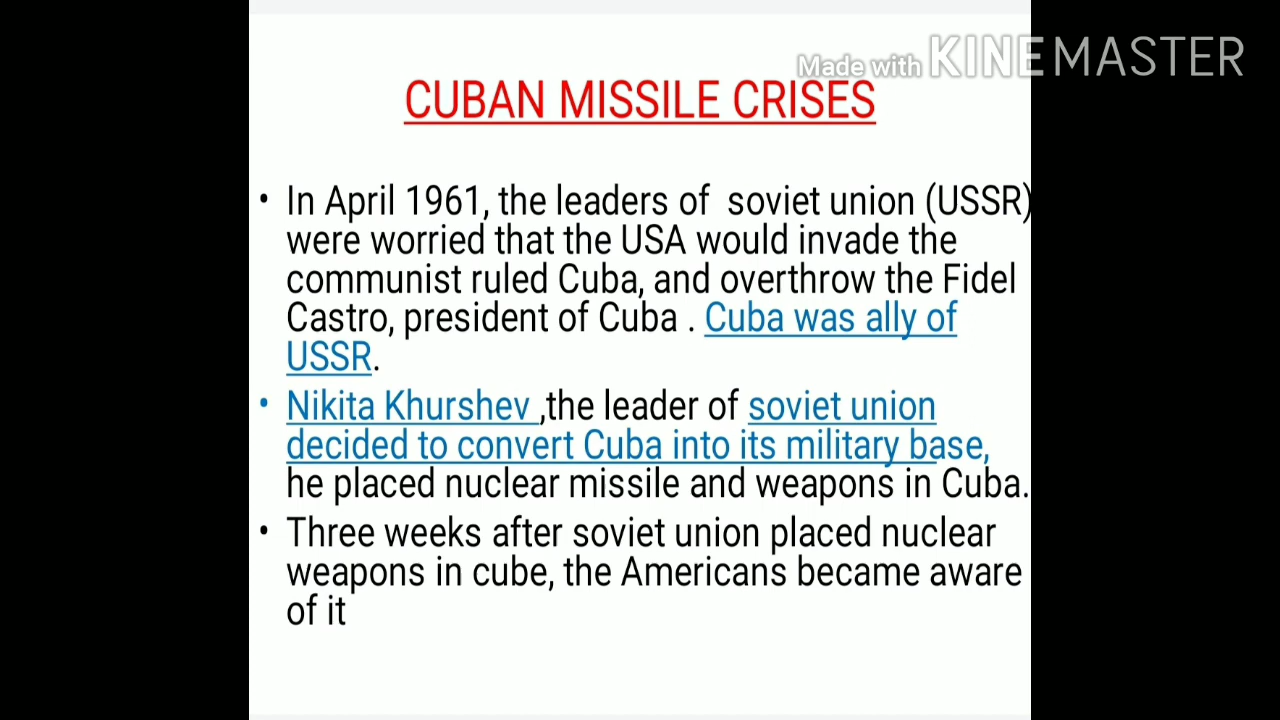 Made with KINEMASTER
CUBAN MISSILE CRISES
• In April 1961, the leaders of soviet union (USSR)
were worried that the USA would invade the
communist ruled Cuba, and overthrow the Fidel
Castro, president of Cuba . Cuba was ally of
USSR.
• Nikita Khurshev ,the leader of soviet union
decided to convert Cuba into its military base,
he placed nuclear missile and weapons in Cuba.
• Three weeks after soviet union placed nuclear
weapons in cube, the Americans became aware
of it